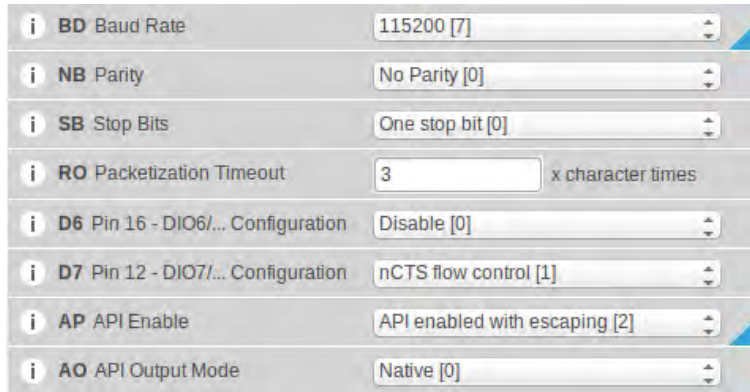 i BD Baud Rate 115200 [7]
i NB Parity No Parity [0]
i SB Stop Bits One stop bit [0]
i RO Packetization Timeout 3 x character times
i D6 Pin 16 - DIO6/... Configuration Disable [0]
i D7 Pin 12 - DIO7/... Configuration nCTS flow control [1]
i AP API Enable API enabled with escaping [2]
i AO API Output Mode Native [0]